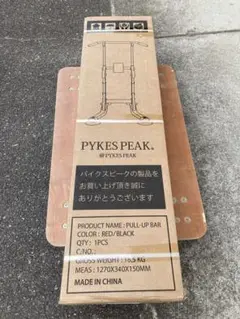 PYKES PEAK.
@PYKES PEAK
パイクスピークの製品を
お買い上げ頂き誠に
ありがとうございます
PRODUCT NAME : PULL-UP BAR
COLOR : RED/BLACK
QTY : 1PCS
C.NO :
GROSS WEIGHT : 16.5 KG
MEAS : 1270X340X150MM
MADE IN CHINA